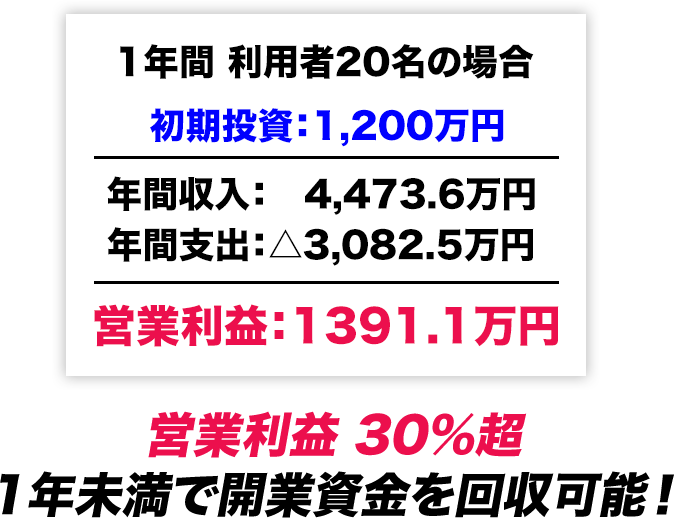 1年間 利用者20名の場合
初期投資：1,200万円
年間収入：　4,473.6万円
年間支出：△3,082.5万円
営業利益：1391.1万円
営業利益 30%超
1年未満で開業資金を回収可能！